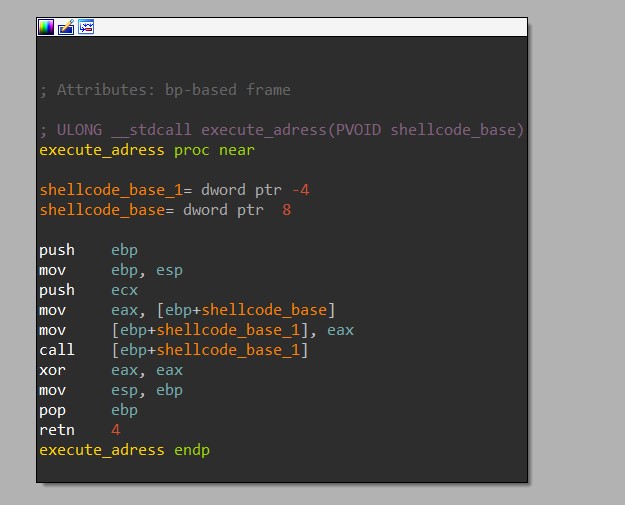 ; Attributes: bp-based frame
; ULONG __stdcall execute_adress(PVOID shellcode_base)
execute_adress proc near
shellcode_base_1= dword ptr -4
shellcode_base= dword ptr  8
push    ebp
mov     ebp, esp
push    ecx
mov     eax, [ebp+shellcode_base]
mov     [ebp+shellcode_base_1], eax
call    [ebp+shellcode_base_1]
xor     eax, eax
mov     esp, ebp
pop     ebp
retn    4
execute_adress endp